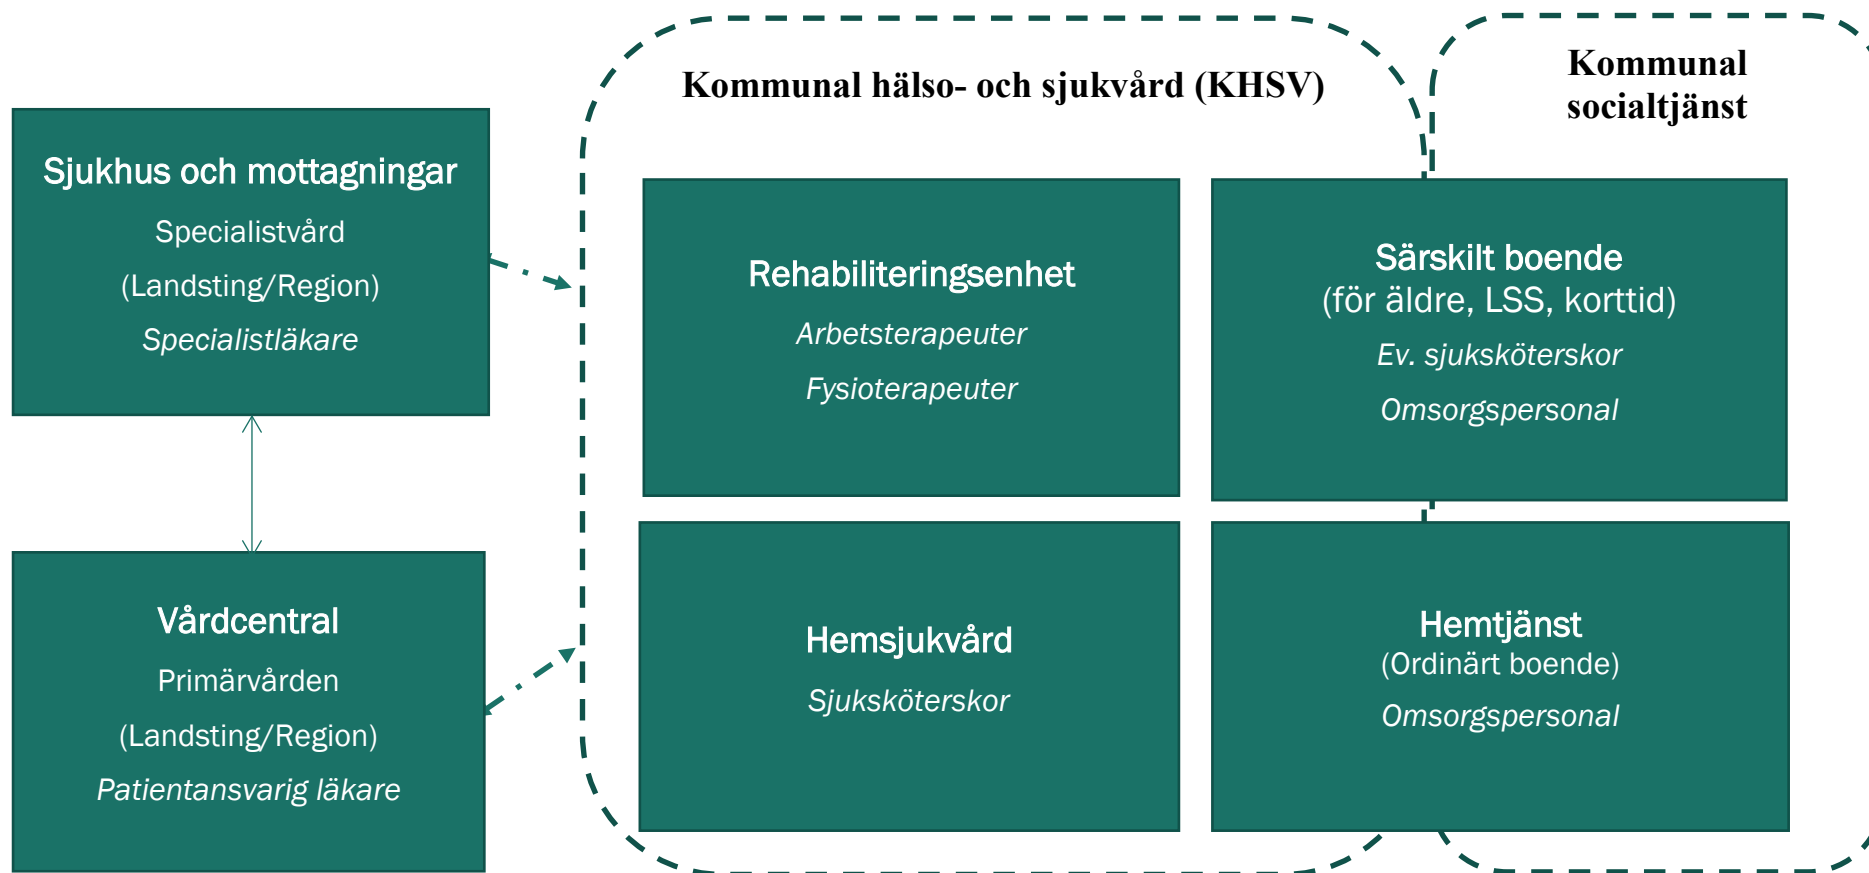 Kommunal hälso- och sjukvård (KHSV)
Kommunal
socialtjänst
Sjukhus och mottagningar
Specialistvård
(Landsting/Region)
Specialistläkare
Rehabiliteringsenhet
Arbetsterapeuter
Fysioterapeuter
Särskilt boende
(för äldre, LSS, korttid)
Ev. sjuksköterskor
Omsorgspersonal
Vårdcentral
Primärvården
(Landsting/Region)
Patientansvarig läkare
Hemsjukvård
Sjuksköterskor
Hemtjänst
(Ordinärt boende)
Omsorgspersonal